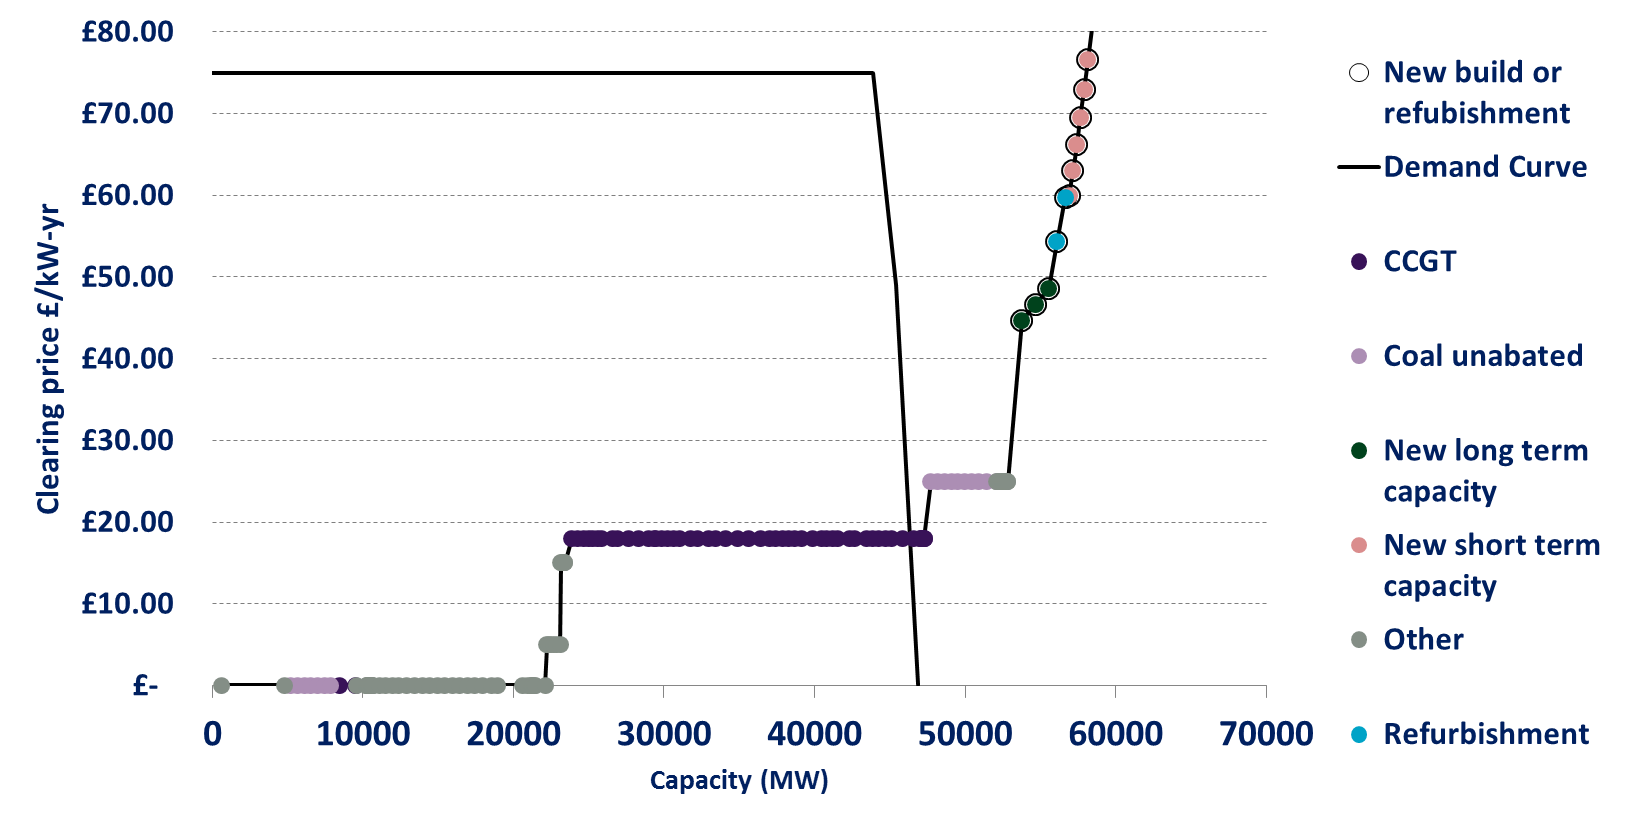 £80.00
£70.00
£60.00
£50.00
£40.00
£30.00
£20.00
£10.00
£-
Clearing price £/kW-yr
0 10000 20000 30000 40000 50000 60000 70000
Capacity (MW)
New build or
refubishment
Demand Curve
CCGT
Coal unabated
New long term
capacity
New short term
capacity
Other
Refurbishment